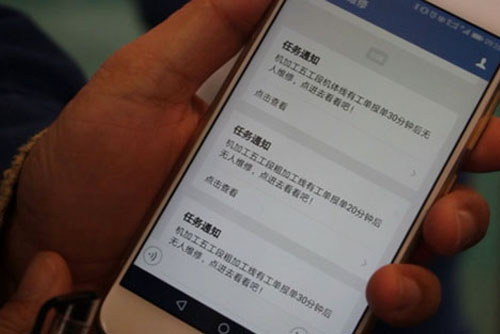 任务通知
机加工五工段机体线有工单报单30分钟后无
人维修，点进去看看吧！
点击查看
任务通知
机加工五工段粗加工线有工单报单20分钟后
无人维修，点进去看看吧！
点击查看
任务通知
机加工五工段粗加工线有工单报单30分钟后
无人维修，点进去看看吧！